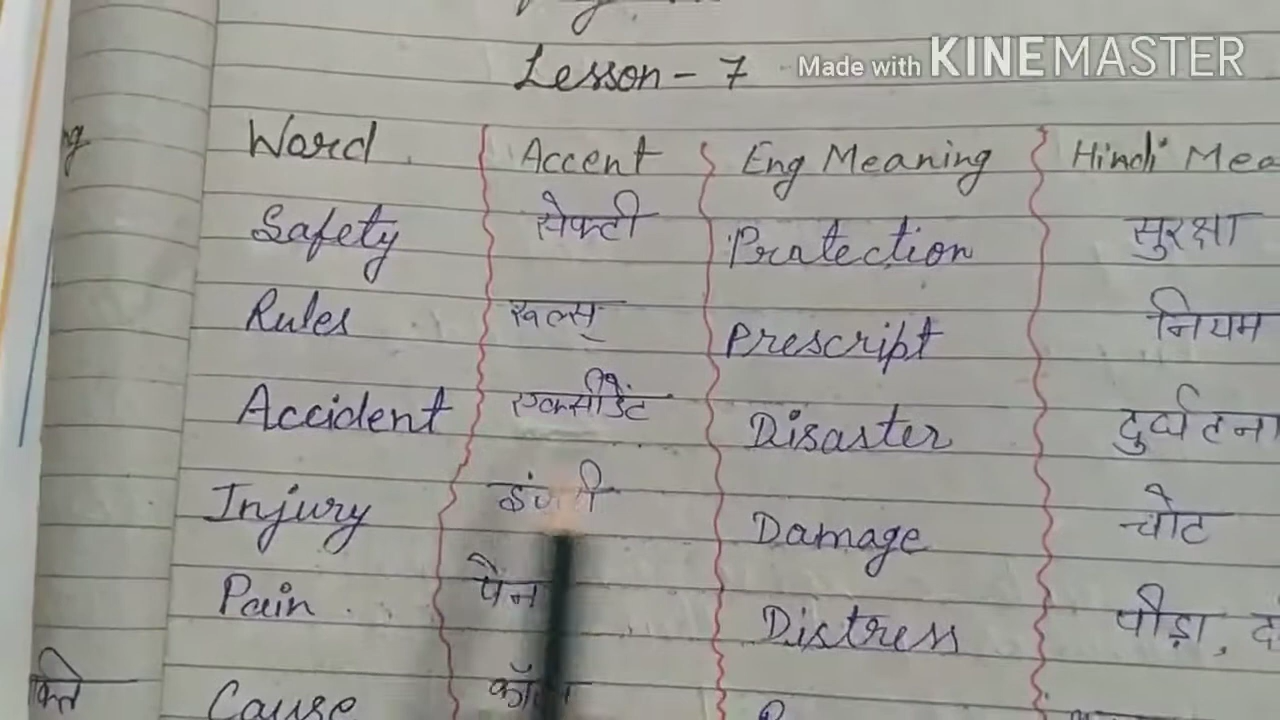 Lesson - 7
Made with KINEMASTER
Word Accent Eng Meaning Hindi Mea
Safety सेफ्टी Pratection सुरक्षा
Rules रूल्स् Prescript नियम
Accident एक्सीडेंट Disaster दुर्घटना
Injury Damage चोट
Pain पैन Distress पीड़ा,
Cause